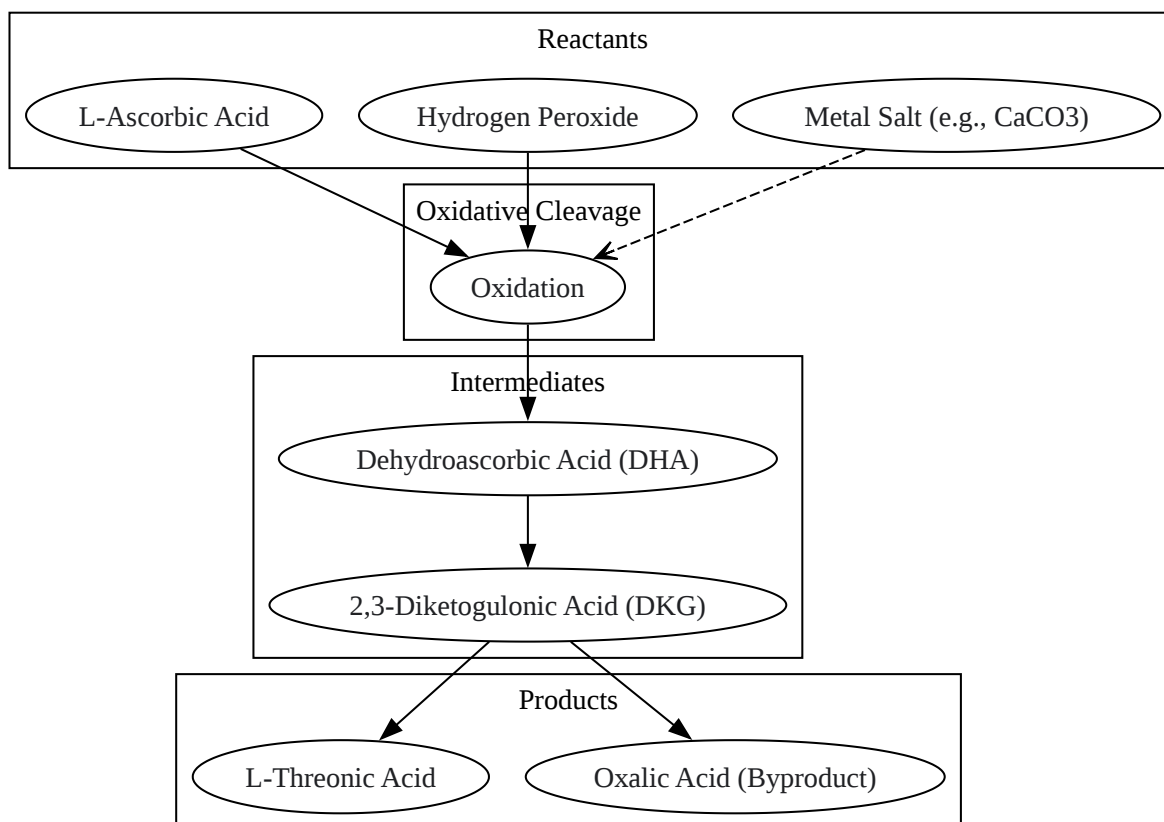 Reactants
L-Ascorbic Acid
Hydrogen Peroxide
Metal Salt (e.g., CaCO3)
Oxidative Cleavage
Oxidation
Intermediates
Dehydroascorbic Acid (DHA)
2,3-Diketogulonic Acid (DKG)
Products
L-Threonic Acid
Oxalic Acid (Byproduct)